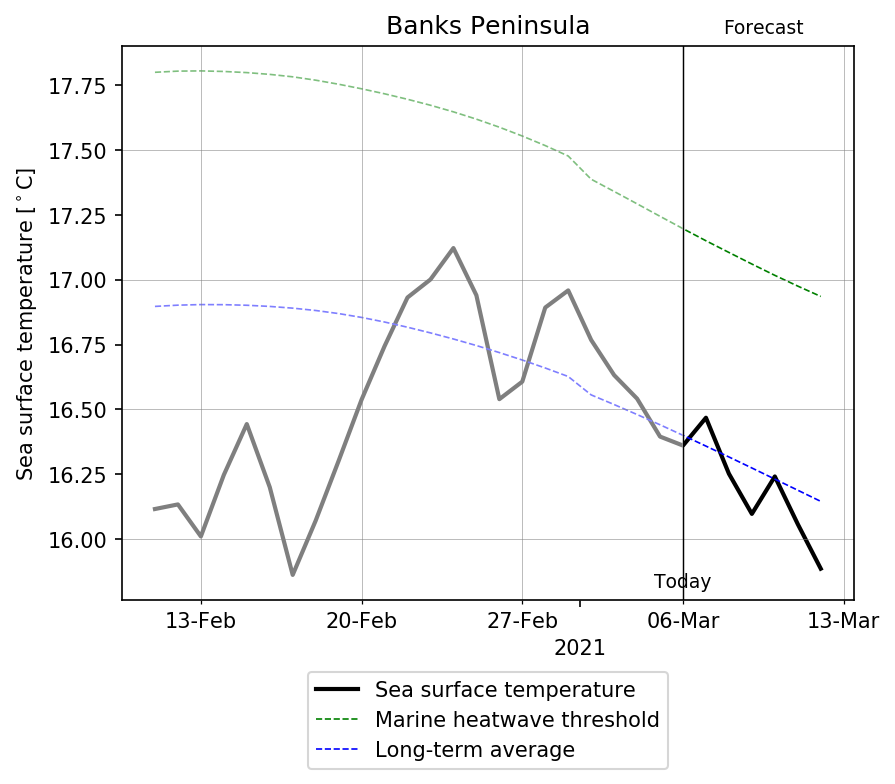 Banks Peninsula
Forecast
Sea surface temperature [°C]
17.75
17.50
17.25
17.00
16.75
16.50
16.25
16.00
Today
13-Feb
20-Feb
27-Feb
06-Mar
13-Mar
2021
Sea surface temperature
Marine heatwave threshold
Long-term average